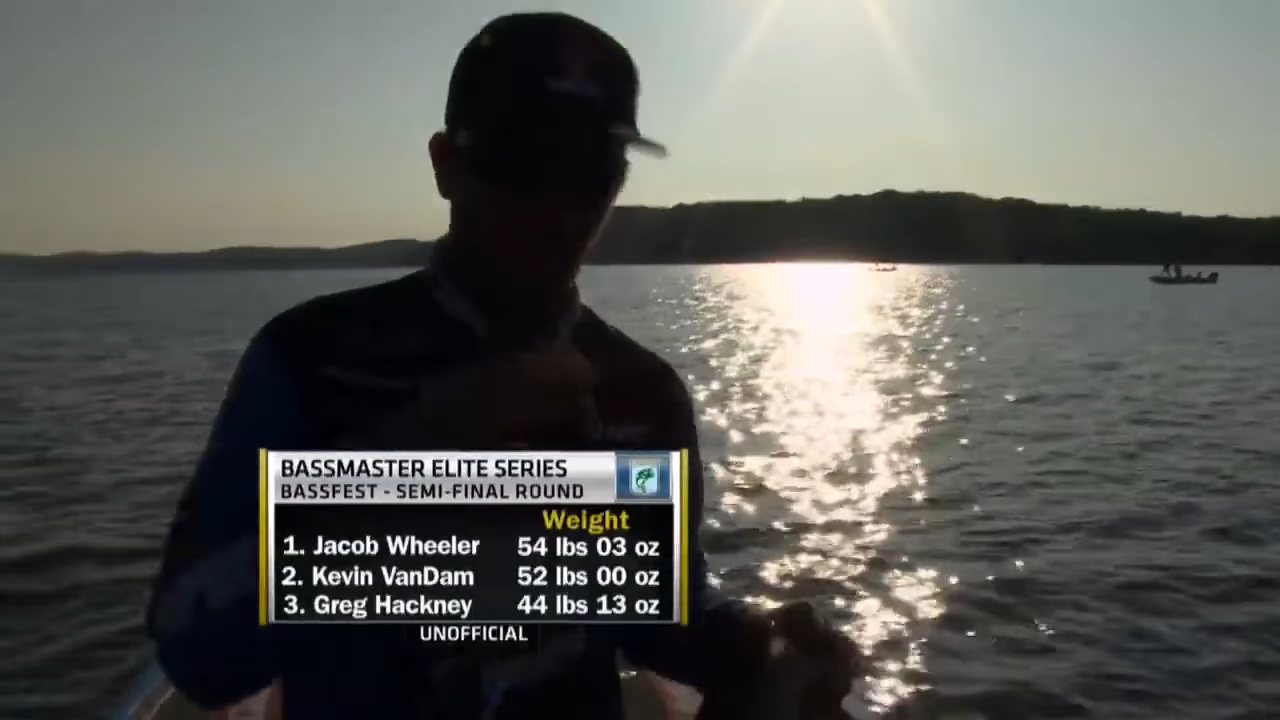 BASSMASTER ELITE SERIES
BASSFEST - SEMI-FINAL ROUND
Weight
1. Jacob Wheeler 54 lbs 03 oz
2. Kevin VanDam 52 lbs 00 oz
3. Greg Hackney 44 lbs 13 oz
UNOFFICIAL